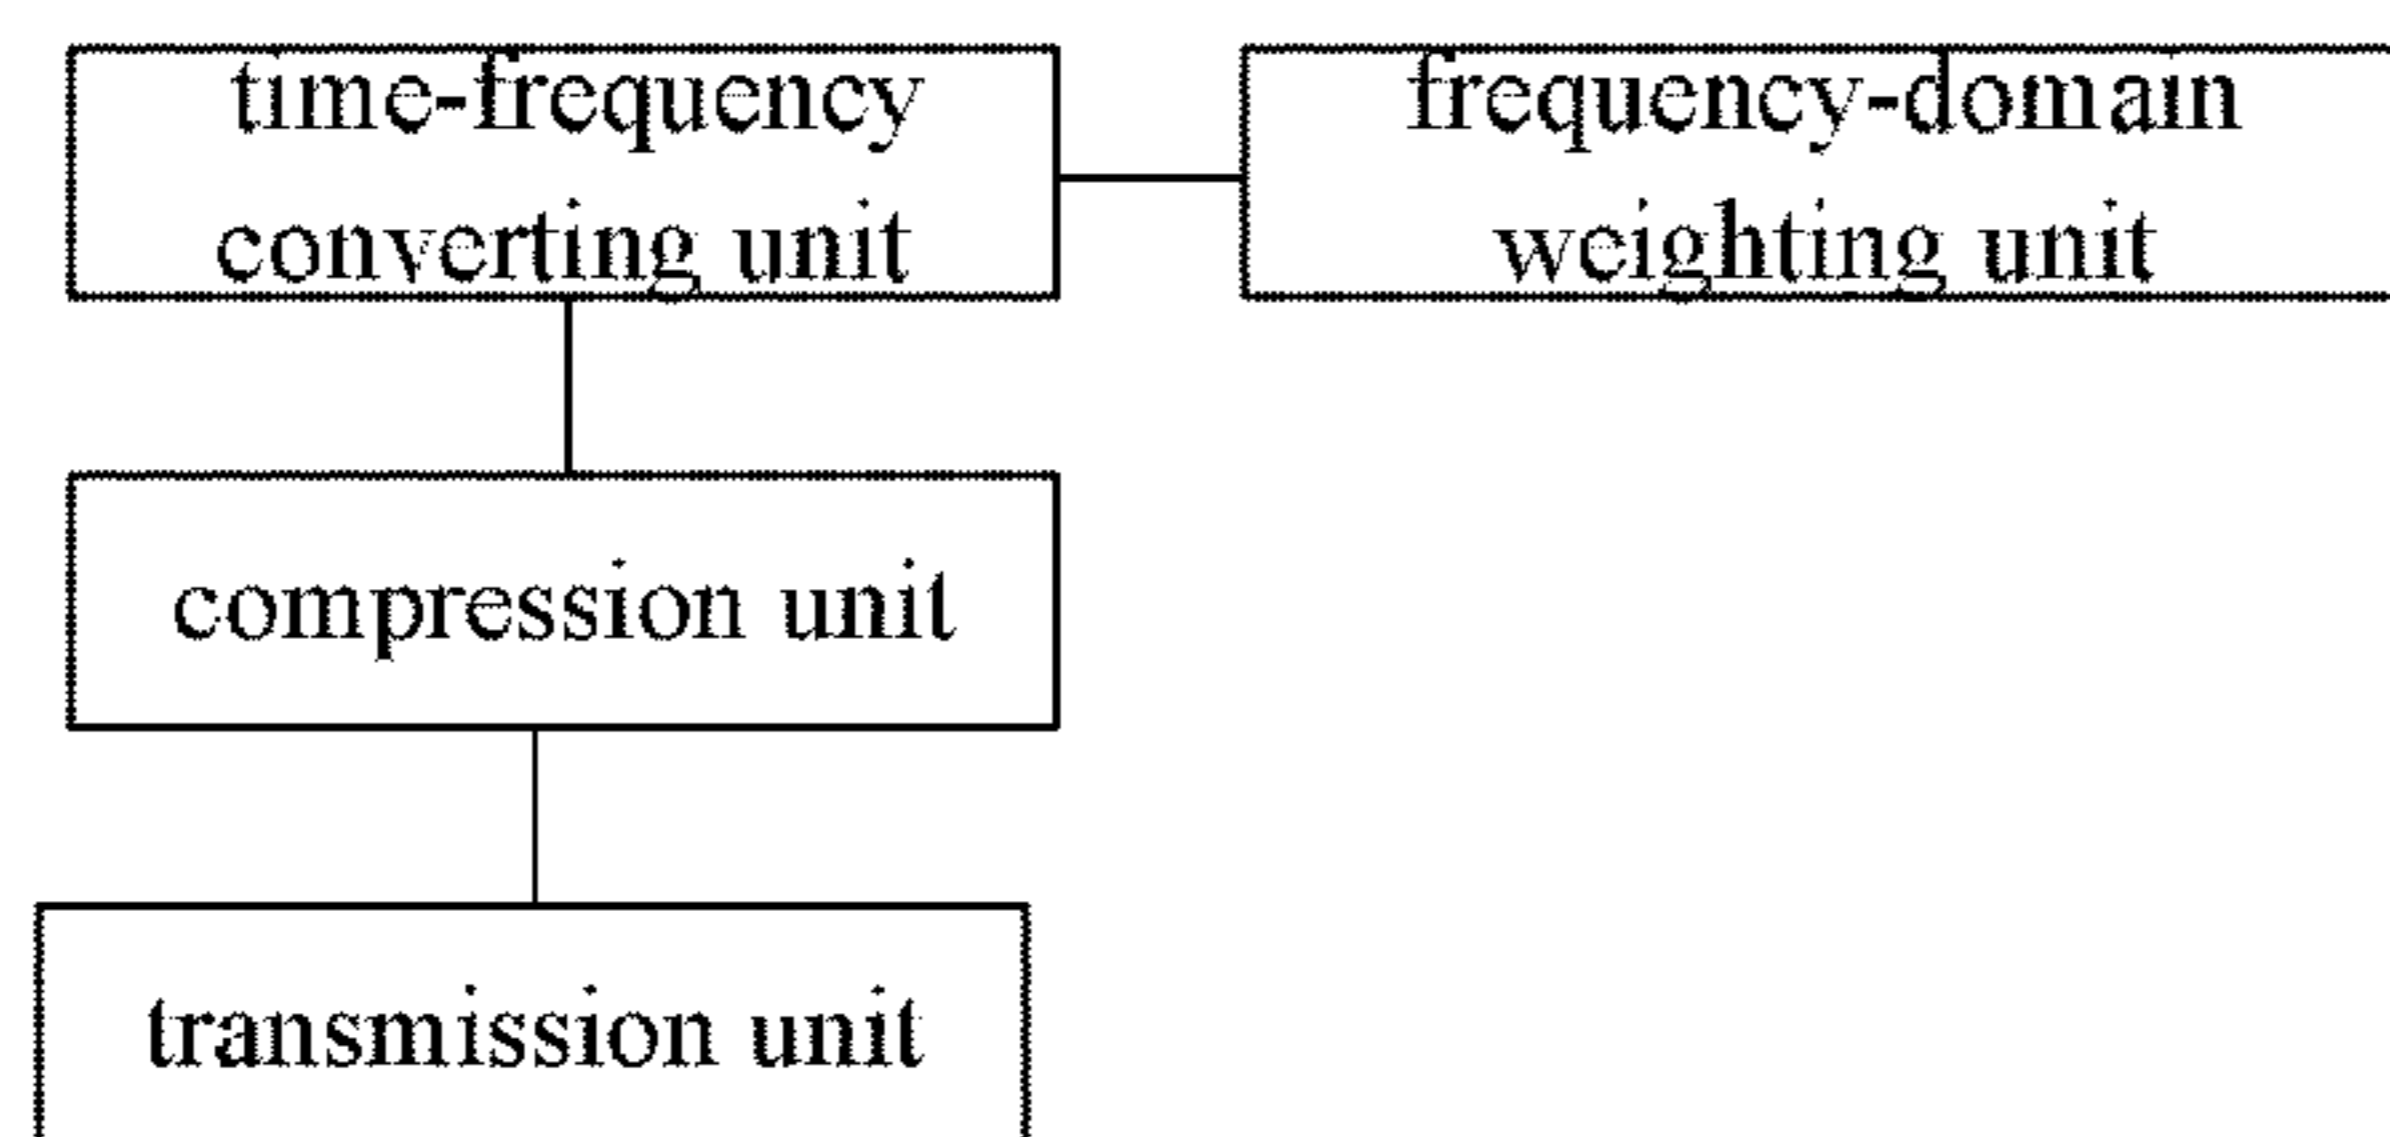 time-frequency
converting unit
frequency-domain
weighting unit
compression unit
transmission unit